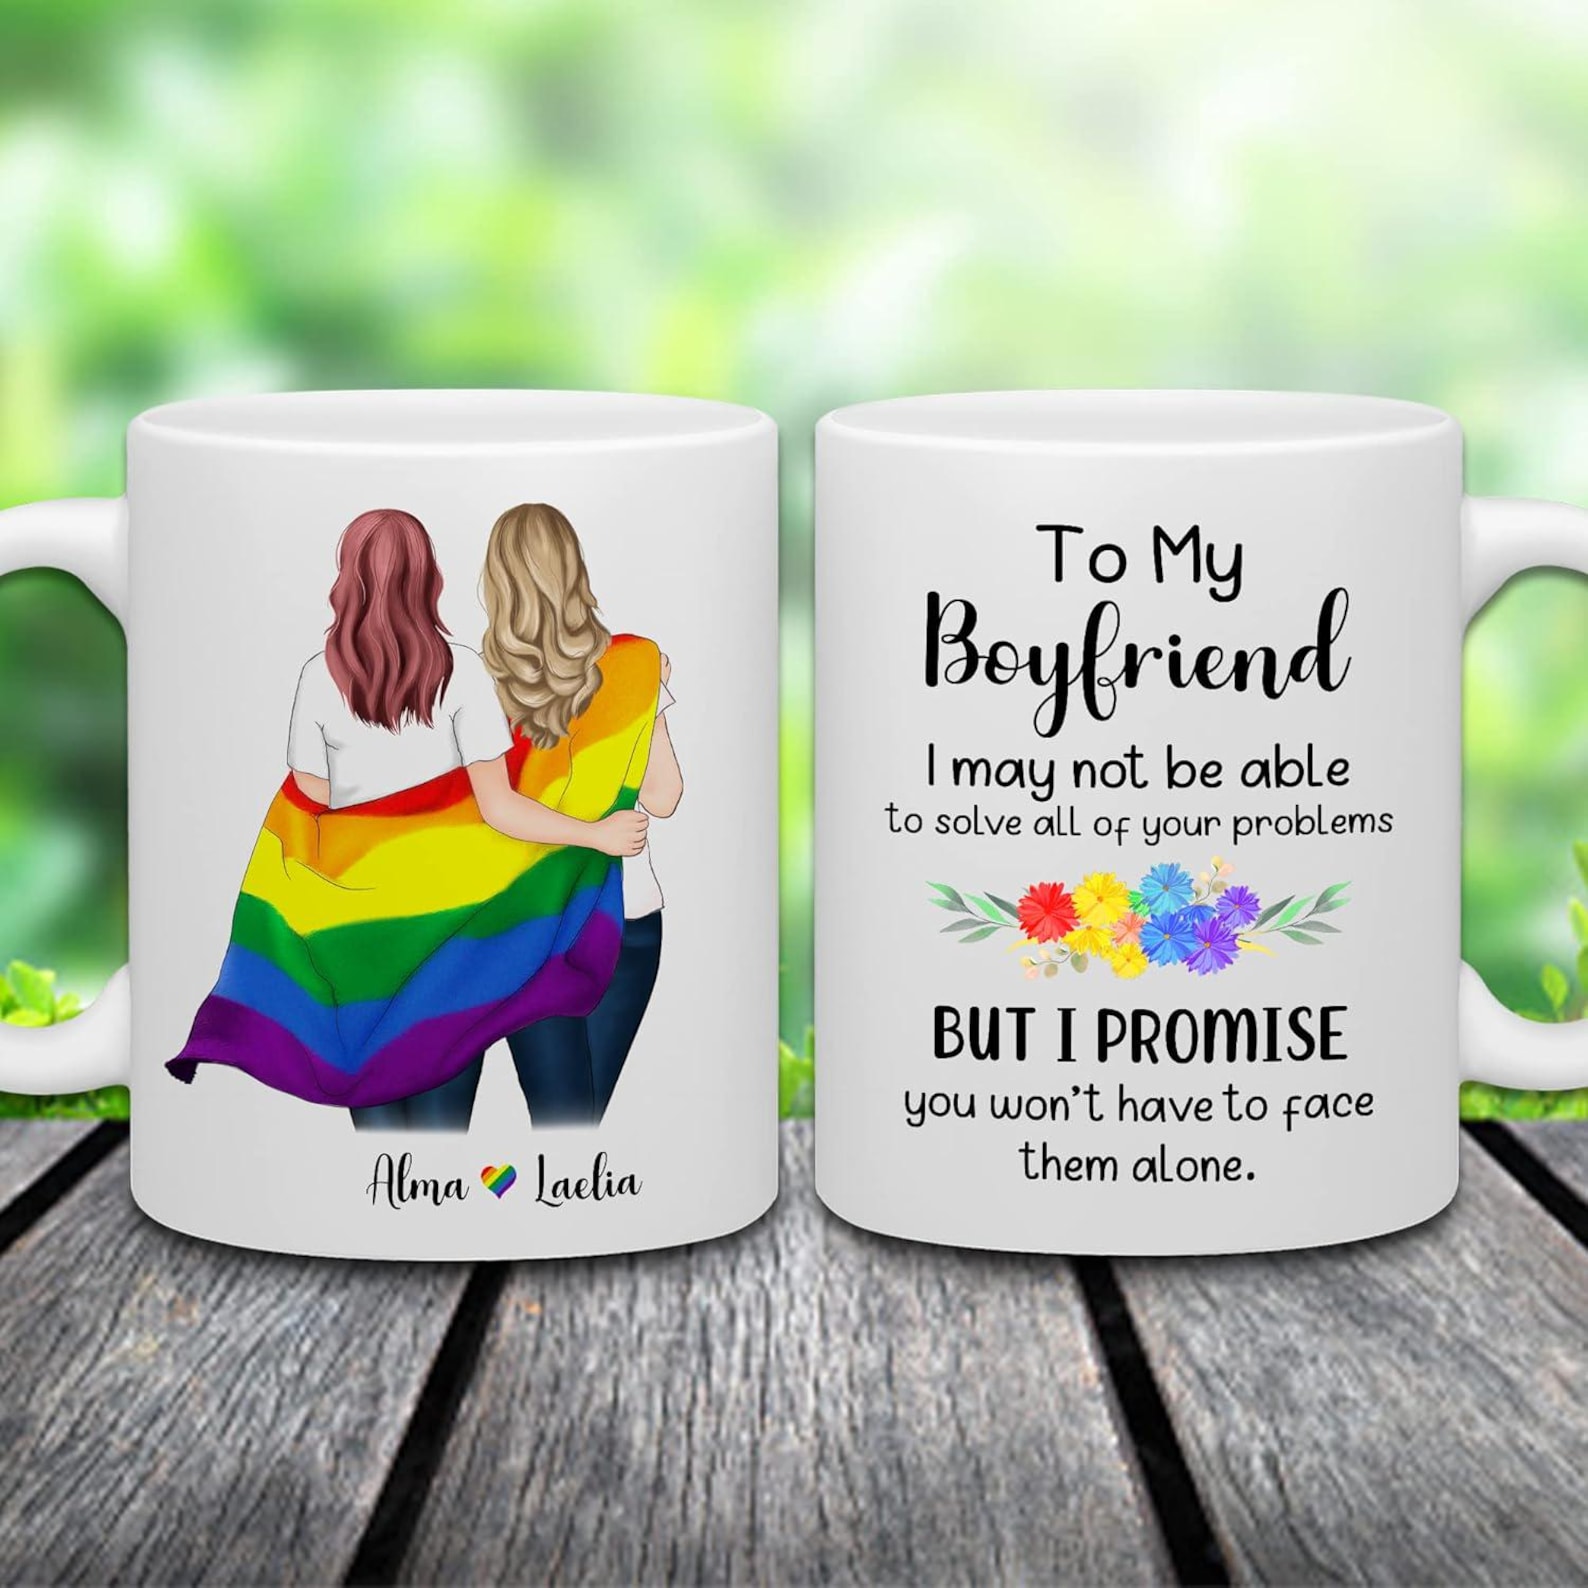 Alma Laelia
To My
Boyfriend
I may not be able
to solve all of your problems
BUT I PROMISE
you won't have to face
them alone.